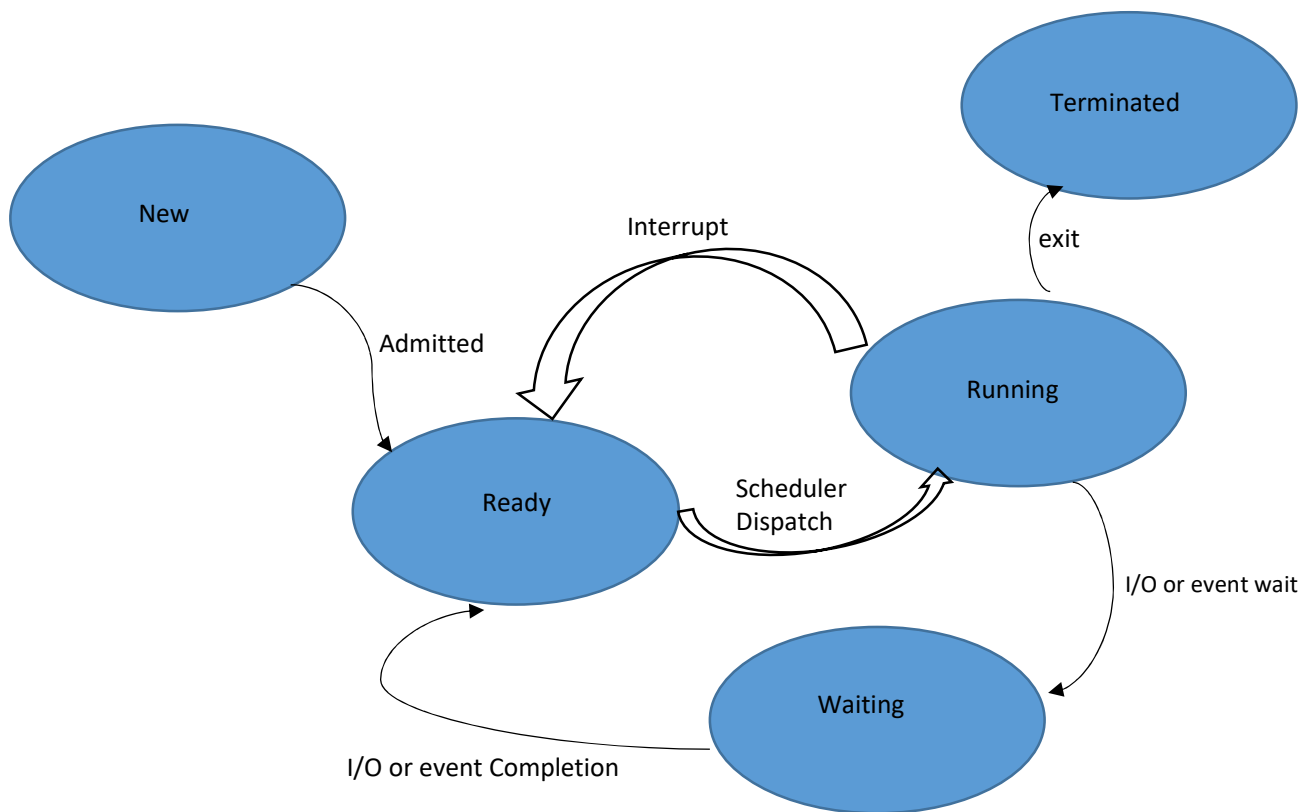 Terminated
New
Interrupt
exit
Admitted
Running
Ready
Scheduler
Dispatch
I/O or event wait
Waiting
I/O or event Completion